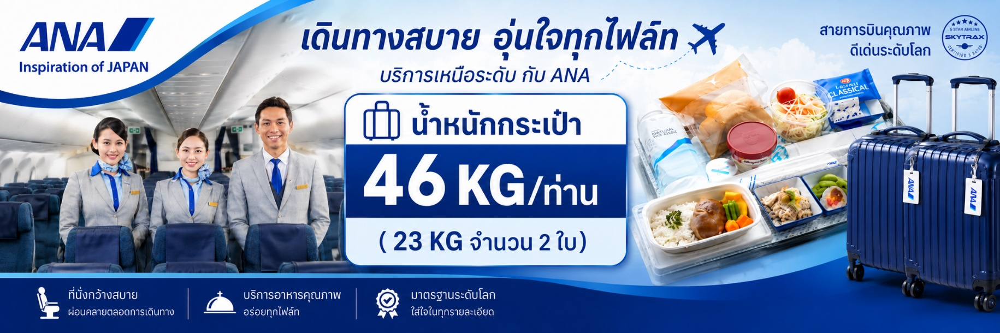 ANA
Inspiration of JAPAN
เดินทางสบาย อุ่นใจทุกไฟล์ท
บริการเหนือระดับ กับ ANA
สายการบินคุณภาพ
ดีเด่นระดับโลก
5 STAR AIRLINE
SKYTRAX
CERTIFIED & RATED
น้ำหนักกระเป๋า
46 KG/ท่าน
( 23 KG จำนวน 2 ใบ)
NATURAL
CLASSICAL
Häagen-Dazs
ANA
ANA
ANA
ที่นั่งกว้างสบาย
ผ่อนคลายตลอดการเดินทาง
บริการอาหารคุณภาพ
อร่อยทุกไฟล์ท
มาตรฐานระดับโลก
ใส่ใจในทุกรายละเอียด